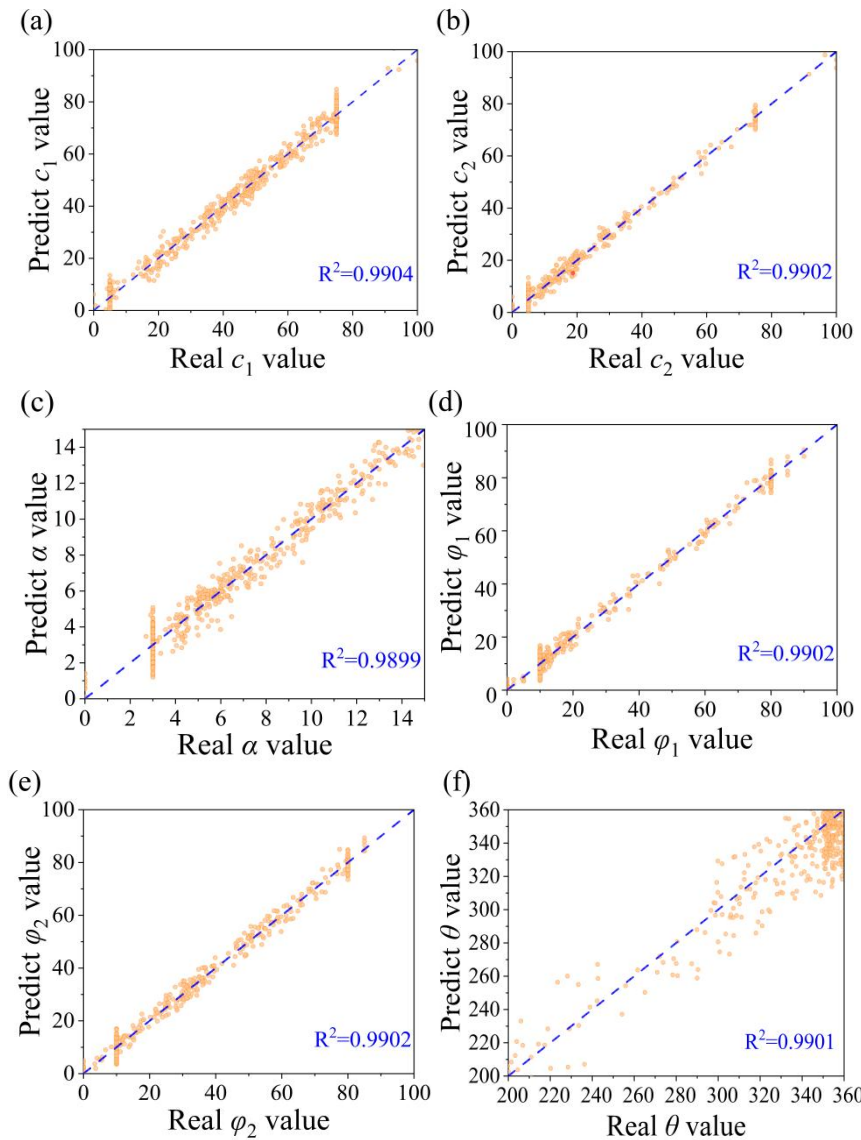 (a)
100
80
60
40
20
0
Predict c₁ value
R²=0.9904
0 20 40 60 80 100
Real c₁ value
(b)
100
80
60
40
20
0
Predict c₂ value
R²=0.9902
0 20 40 60 80 100
Real c₂ value
(c)
14
12
10
8
6
4
2
0
Predict α value
R²=0.9899
2 4 6 8 10 12 14
Real α value
(d)
100
80
60
40
20
0
Predict φ₁ value
R²=0.9902
0 20 40 60 80 100
Real φ₁ value
(e)
100
80
60
40
20
0
Predict φ₂ value
R²=0.9902
0 20 40 60 80 100
Real φ₂ value
(f)
360
340
320
300
280
260
240
220
200
Predict θ value
R²=0.9901
200 220 240 260 280 300 320 340 360
Real θ value